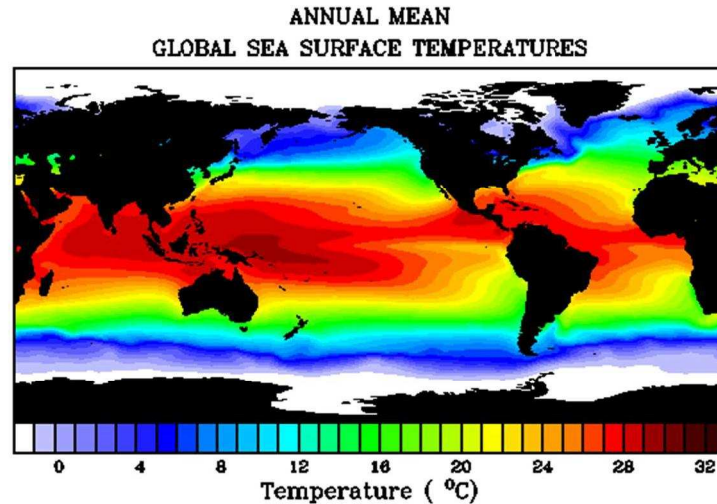 ANNUAL MEAN
GLOBAL SEA SURFACE TEMPERATURES
0 4 8 12 16 20 24 28 32
Temperature ( °C)